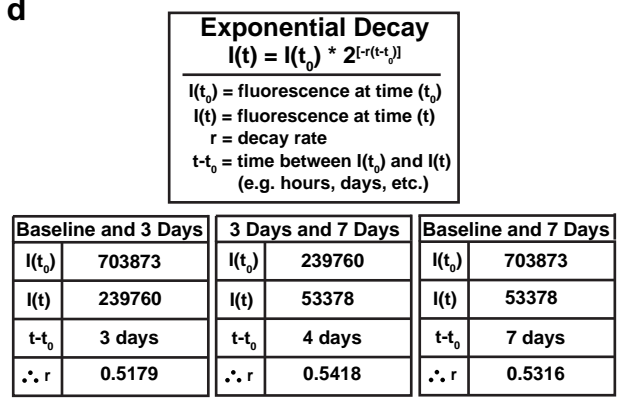 d
Exponential Decay
I(t) = I(t₀) * 2^[-r(t-t₀)]
I(t₀) = fluorescence at time (t₀)
I(t) = fluorescence at time (t)
r = decay rate
t-t₀ = time between I(t₀) and I(t)
(e.g. hours, days, etc.)
Baseline and 3 Days
I(t₀) 703873
I(t) 239760
t-t₀ 3 days
∴ r 0.5179
3 Days and 7 Days
I(t₀) 239760
I(t) 53378
t-t₀ 4 days
∴ r 0.5418
Baseline and 7 Days
I(t₀) 703873
I(t) 53378
t-t₀ 7 days
∴ r 0.5316